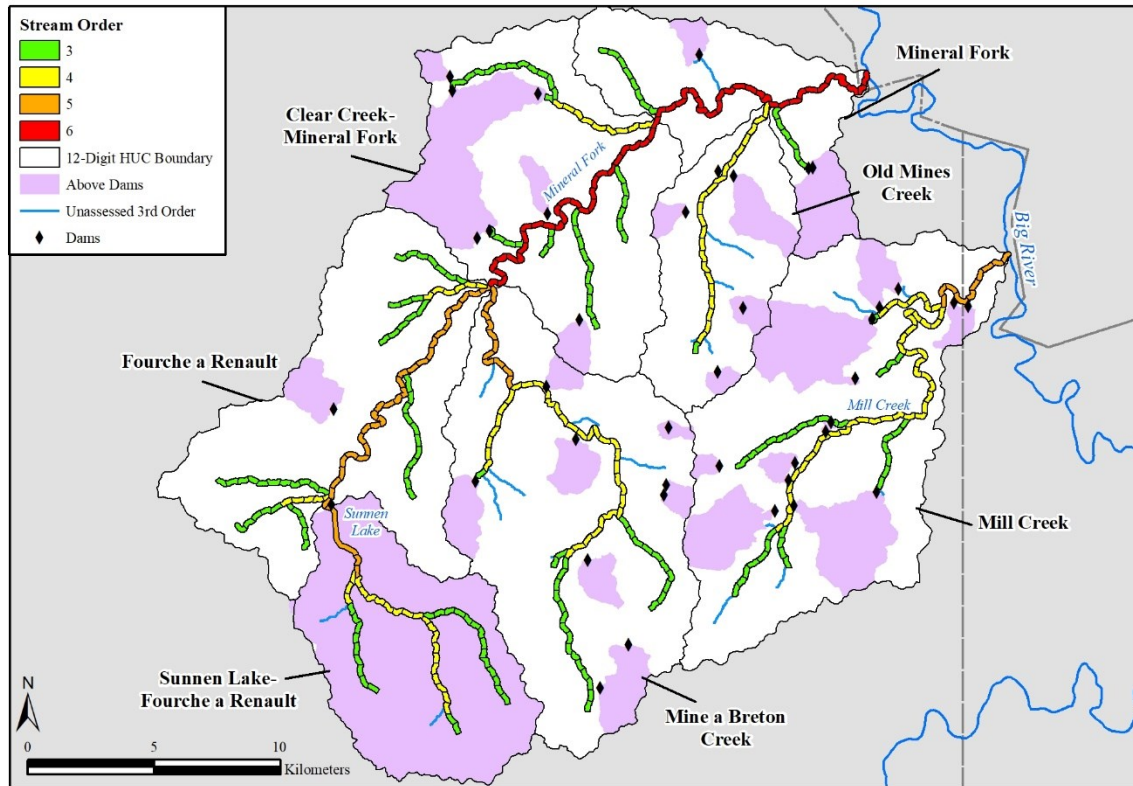 Stream Order
3
4
5
6
12-Digit HUC Boundary
Above Dams
Unassessed 3rd Order
Dams
Mineral Fork
Clear Creek-
Mineral Fork
Mineral Fork
Old Mines
Creek
Big River
Fourche a Renault
Mill Creek
Sunnen
Lake
Mill Creek
Sunnen Lake-
Fourche a Renault
Mine a Breton
Creek
N
0 5 10
Kilometers